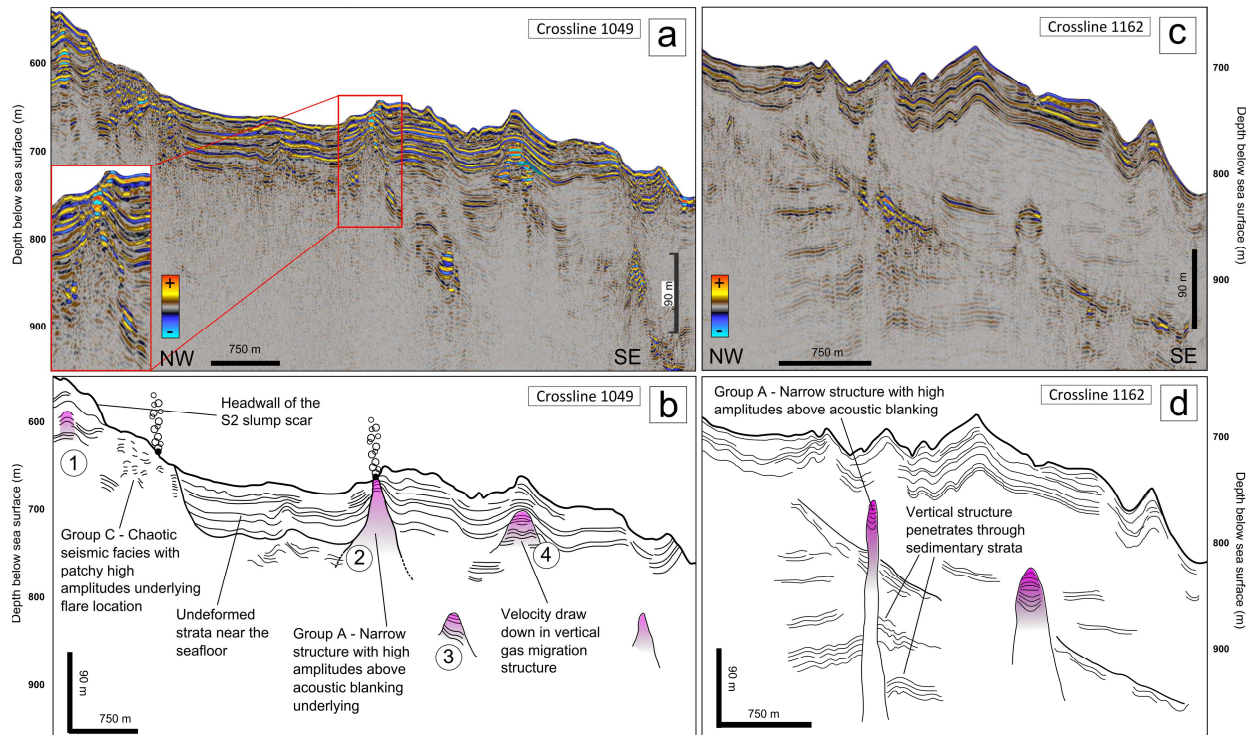 Crossline 1049
a
Depth below sea surface (m)
600
700
800
900
+
-
750 m
NW
SE
90 m
Crossline 1162
c
Depth below sea surface (m)
700
800
900
+
-
750 m
NW
SE
90 m
Crossline 1049
b
Depth below sea surface (m)
600
700
800
900
Headwall of the
S2 slump scar
1
Group C - Chaotic
seismic facies with
patchy high
amplitudes underlying
flare location
Undeformed
strata near the
seafloor
2
Group A - Narrow
structure with high
amplitudes above
acoustic blanking
underlying
3
4
Velocity draw
down in vertical
gas migration
structure
90 m
750 m
Group A - Narrow structure with high
amplitudes above acoustic blanking
Crossline 1162
d
Depth below sea surface (m)
700
800
900
Vertical structure
penetrates through
sedimentary strata
90 m
750 m